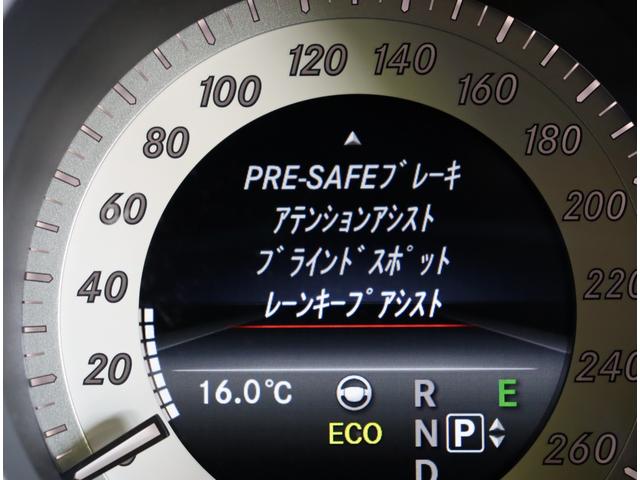 120 140
100 160
80 180
60 200
40 220
20 240
0 260
PRE-SAFEブレーキ
アテンションアシスト
ブラインドスポット
レーンキープアシスト
16.0℃ R E
ECO N P
D